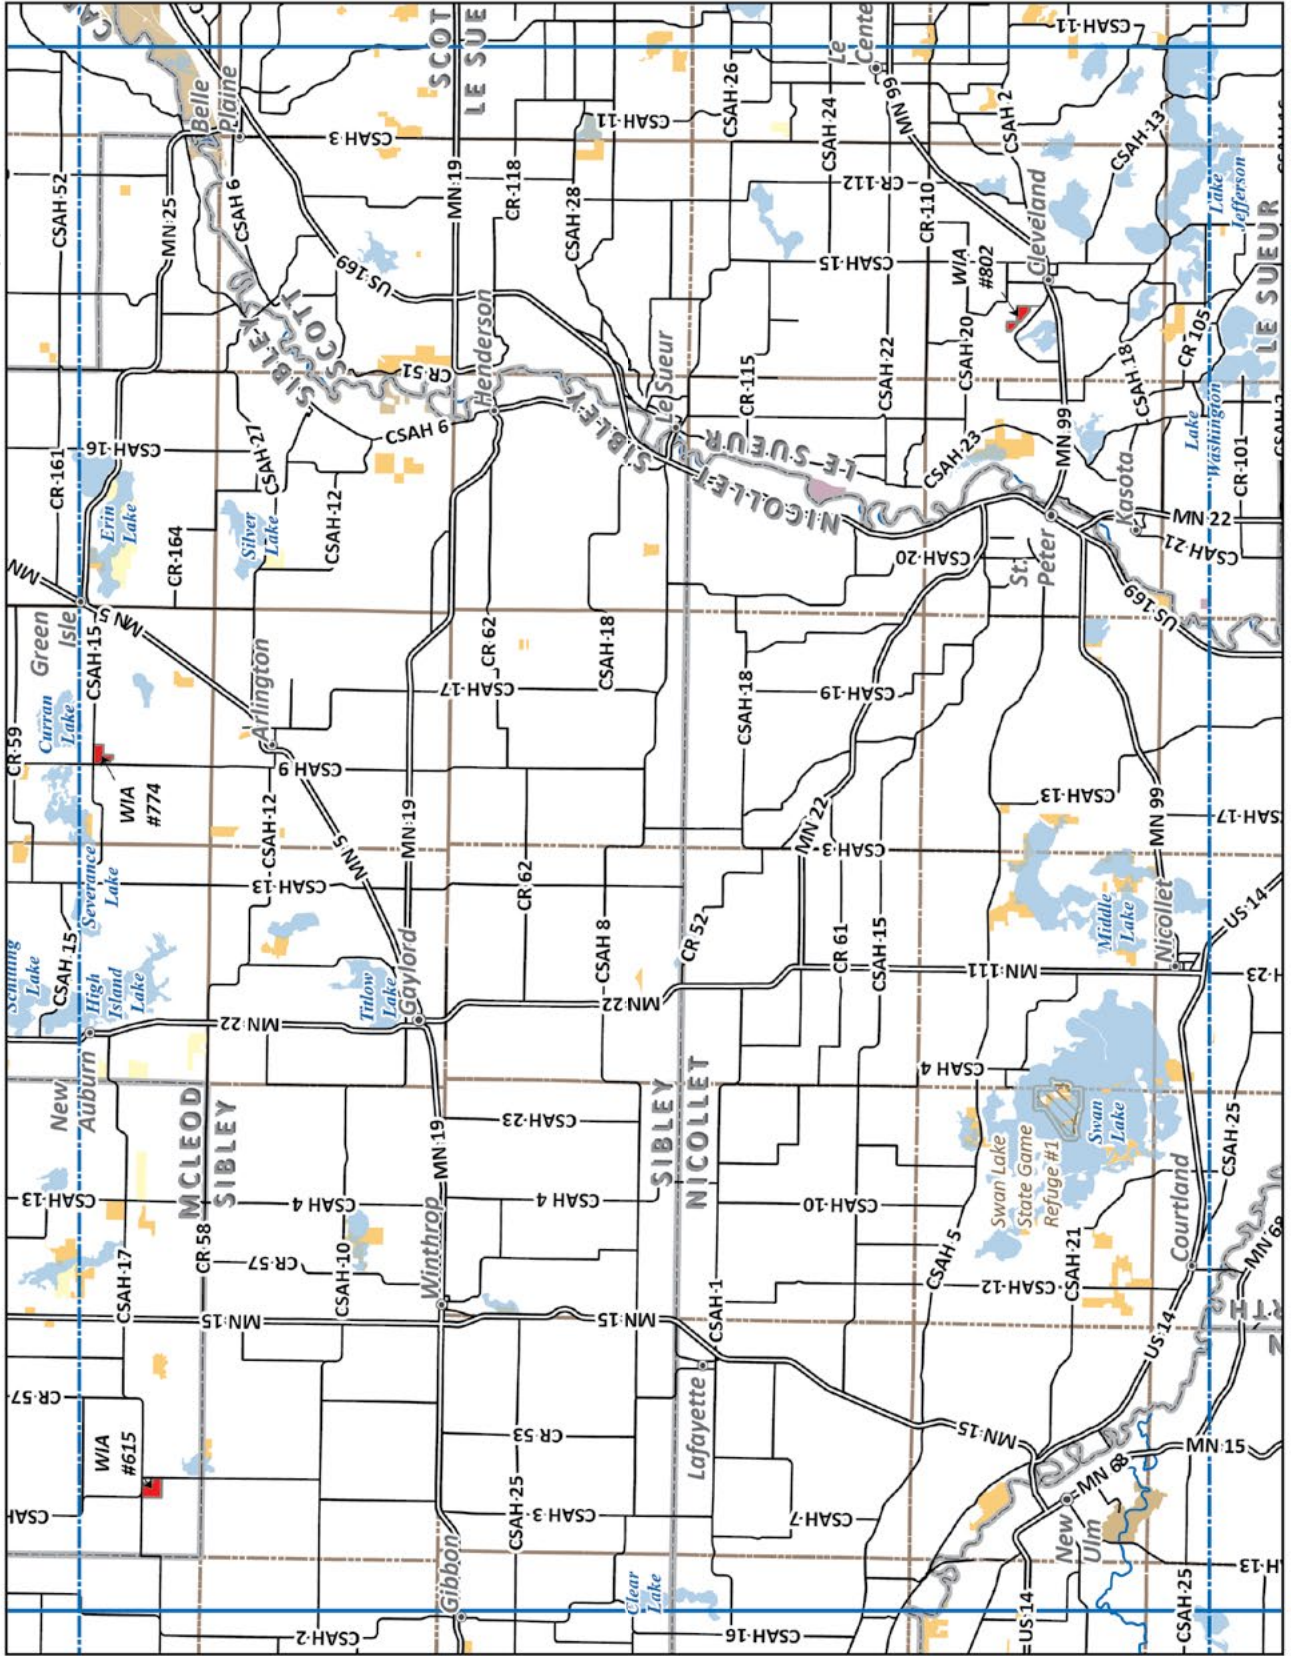 CSAH-11
SCOT
LE SUE
Le
Cente
Belle
Plaine
MN 99
CSAH-26
CSAH-24
CSAH-2
CSAH-11
CSAH-3
CSAH-13
CSAH-52
MN-25
CSAH 6
MN-19
CR-118
CSAH-28
CR-112
CR-110
Lake
Jefferson
Cleveland
LE SUEUR
US-169
CSAH-15
WIA
#802
SIBLEY
SCOTT
Henderson
LeSueur
CR-115
CSAH-22
CSAH-20
CR 105
CSAH-18
CR-51
CSAH 6
CSAH-16
CSAH-27
CR-161
SIBLEY
SIBLEY
LE SUEUR
NICOLLET
NICOLLET
CSAH-23
MN-99
Lake
Washington
CR-101
Erin
Lake
Silver
Lake
CSAH-12
CR-164
Kasota
MN-22
CSAH-21
MN
MN 5
Green
Isle
CSAH-20
St.
Peter
US-169
CSAH-15
CR-62
CSAH-18
CSAH-17
CSAH-18
CSAH-19
Arlington
Curran
Lake
CR-59
WIA
#774
CSAH 9
CSAH-12
MN-5
MN-19
MN 22
CSAH-13
MN 99
CSAH-17
CSAH-3
CSAH-13
CR-62
Severance
Lake
CSAH 8
CR 52
CR 61
CSAH-15
Middle
Lake
Nicollet
US-14
Lake
CSAH 15
High
Island
Lake
Titlow
Lake
Gaylord
MN-22
MN-111
H-23
MN-22
New
Auburn
MCLEOD
SIBLEY
SIBLEY
NICOLLET
CSAH 4
CSAH-23
MN-19
Swan
Lake
Swan Lake
State Game
Refuge #1
CSAH-25
CSAH-13
CSAH 4
CSAH 4
CSAH-10
Winthrop
Courtland
CSAH-17
CR-58
CR-57
CSAH-10
CSAH-5
CSAH-12
CSAH-21
MN 68
MN-15
MN-15
CSAH-1
US-14
RTH
N
CR-57
WIA
#615
CR-53
Lafayette
MN-15
MN-15
MN 68
CSAH
CSAH-25
CSAH-3
CSAH-7
New
Ulm
Gibbon
Clear
Lake
H-13
CSAH-2
CSAH-16
US-14
CSAH-25